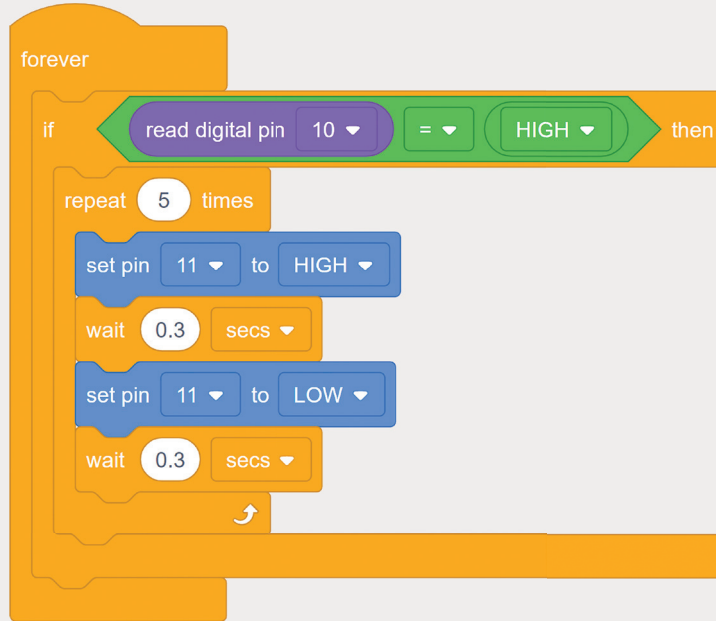 forever
if read digital pin 10 = HIGH then
repeat 5 times
set pin 11 to HIGH
wait 0.3 secs
set pin 11 to LOW
wait 0.3 secs